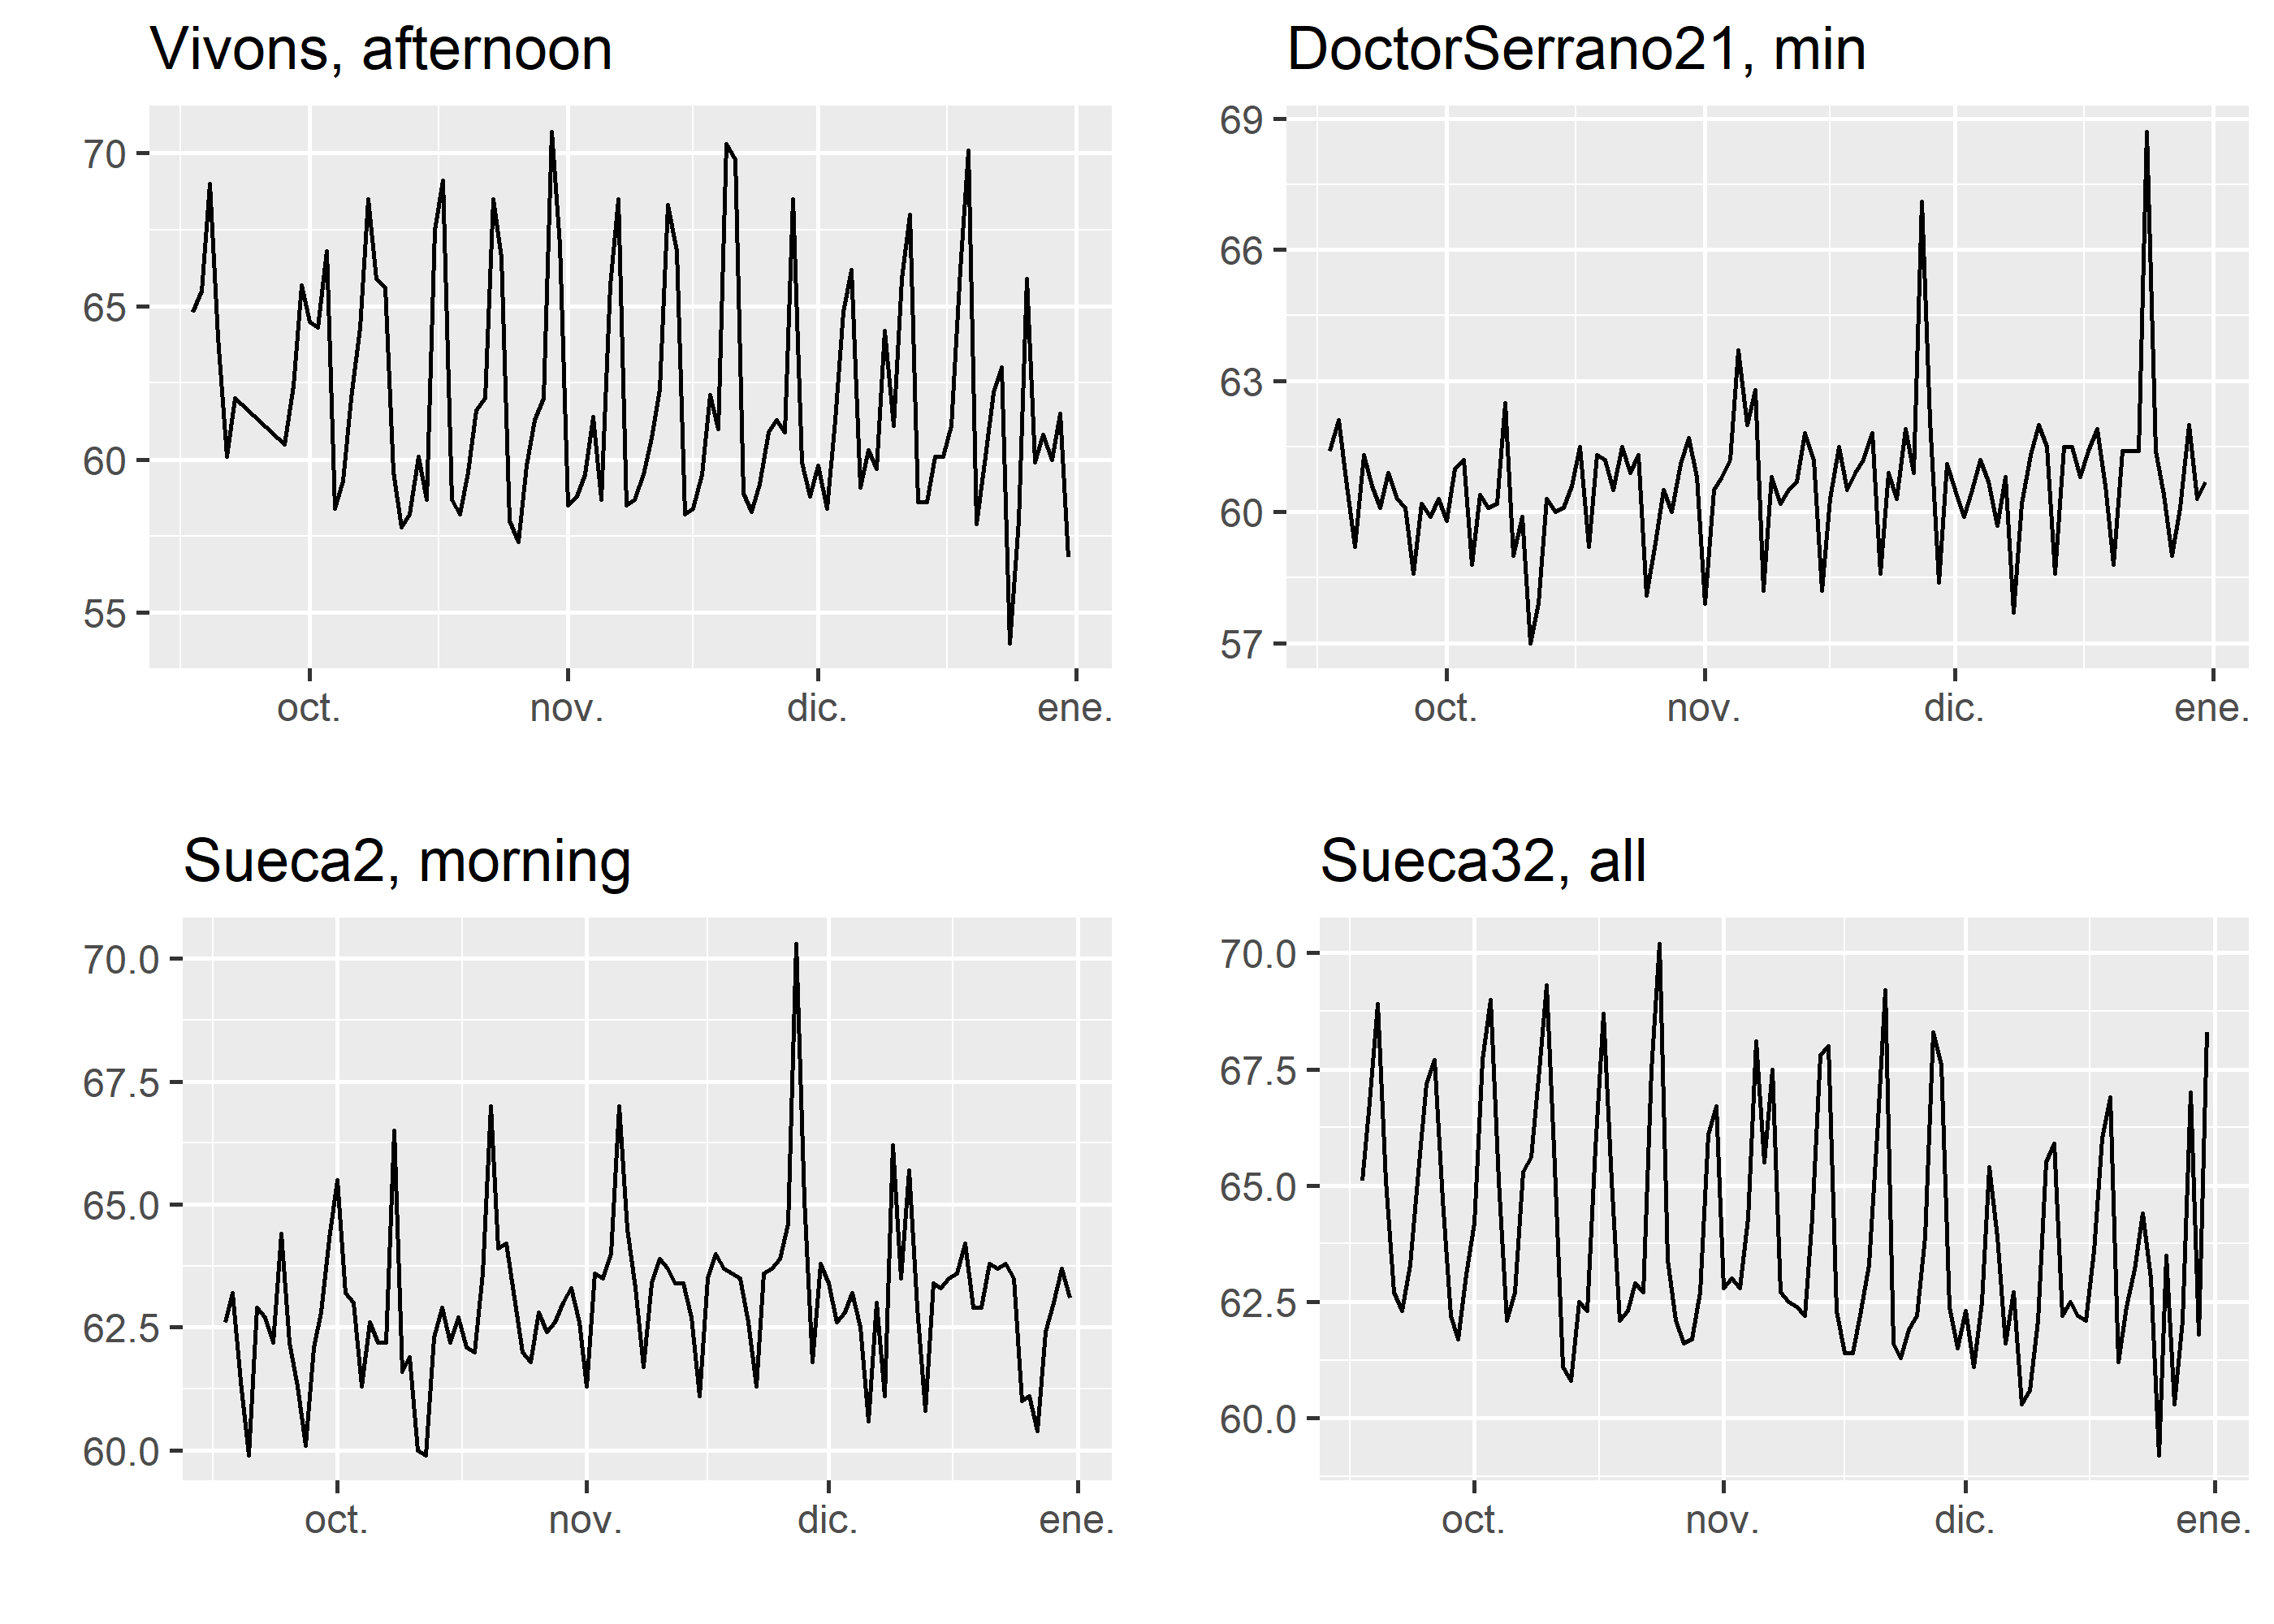 Vivons, afternoon
70
65
60
55
oct. nov. dic. ene.
DoctorSerrano21, min
69
66
63
60
57
oct. nov. dic. ene.
Sueca2, morning
70.0
67.5
65.0
62.5
60.0
oct. nov. dic. ene.
Sueca32, all
70.0
67.5
65.0
62.5
60.0
oct. nov. dic. ene.